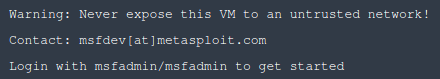 Warning: Never expose this VM to an untrusted network!
Contact: msfdev[at]metasploit.com
Login with msfadmin/msfadmin to get started